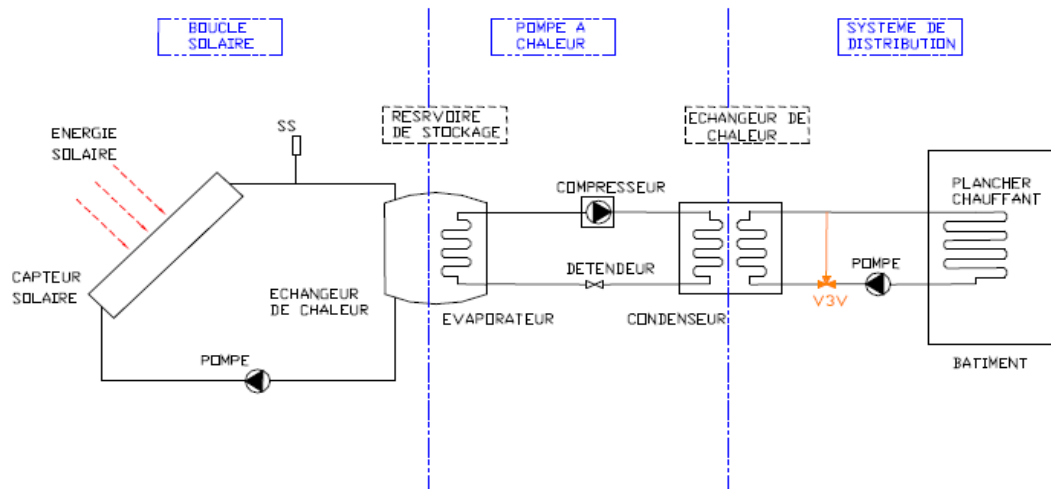 BOUCLE
SOLAIRE
POMPE A
CHALEUR
SYSTEME DE
DISTRIBUTION
ENERGIE
SOLAIRE
SS
RESRVOIRE
DE STOCKAGE
ECHANGEUR DE
CHALEUR
COMPRESSEUR
PLANCHER
CHAUFFANT
CAPTEUR
SOLAIRE
ECHANGEUR
DE CHALEUR
DETENDEUR
POMPE
V3V
EVAPORATEUR
CONDENSEUR
POMPE
BATIMENT